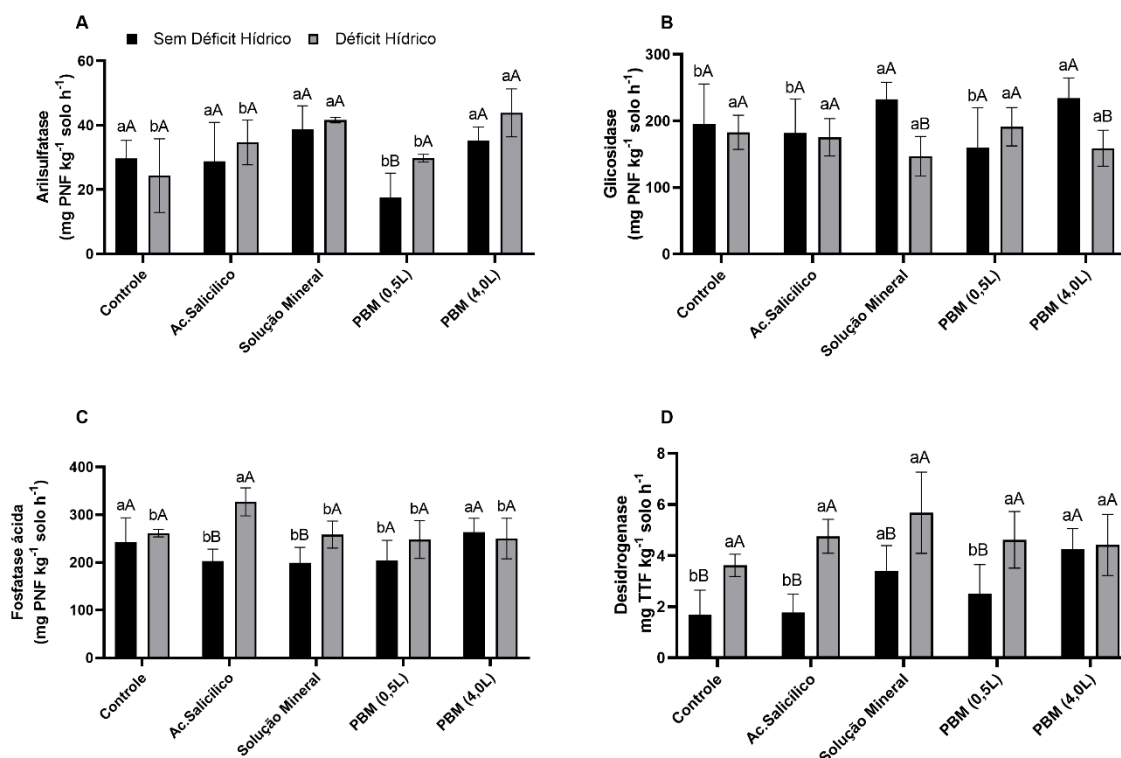 A
Sem Déficit Hídrico
Déficit Hídrico
Arilsulfatase
(mg PNF kg⁻¹ solo h⁻¹)
60
40
20
0
aA bA aA bA aA aA bB bA aA aA
Controle
Ac.Salicilico
Solução Mineral
PBM (0,5L)
PBM (4,0L)
B
Glicosidase
(mg PNF kg⁻¹ solo h⁻¹)
300
200
100
0
bA aA bA aA aA aB bA aA aA aB
Controle
Ac.Salicilico
Solução Mineral
PBM (0,5L)
PBM (4,0L)
C
Fosfatase ácida
(mg PNF kg⁻¹ solo h⁻¹)
400
300
200
100
0
aA bA bB aA bB bA bA bA aA bA
Controle
Ac.Salicilico
Solução Mineral
PBM (0,5L)
PBM (4,0L)
D
Desidrogenase
mg TTF kg⁻¹ solo h⁻¹)
8
6
4
2
0
bB aA bB aA aB aA bB aA aA aA
Controle
Ac.Salicilico
Solução Mineral
PBM (0,5L)
PBM (4,0L)